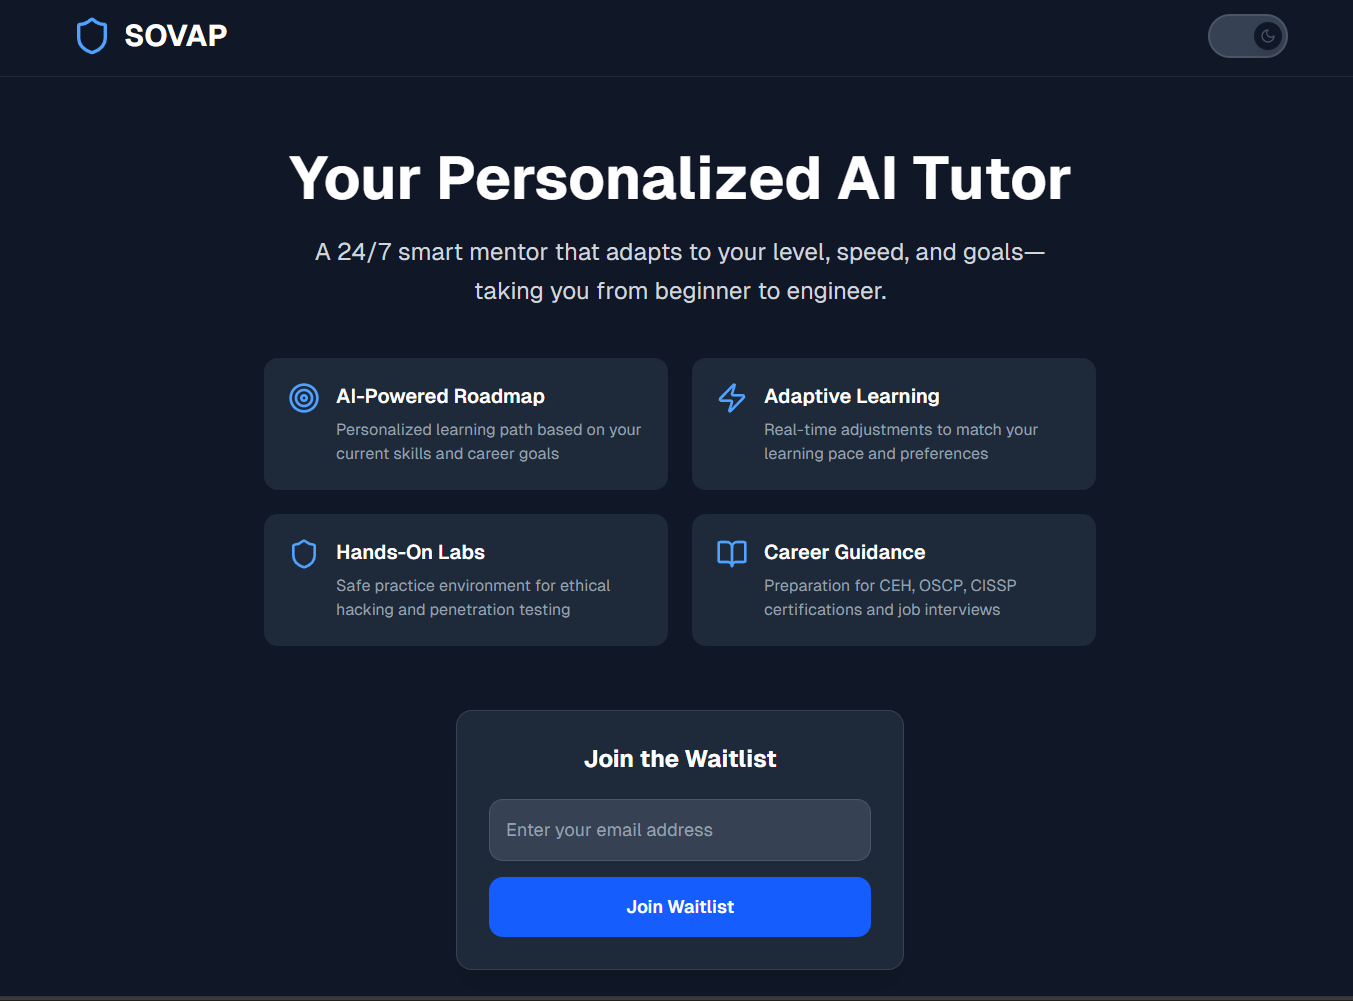 SOVAP
Your Personalized AI Tutor
A 24/7 smart mentor that adapts to your level, speed, and goals—
taking you from beginner to engineer.
AI-Powered Roadmap
Personalized learning path based on your
current skills and career goals
Adaptive Learning
Real-time adjustments to match your
learning pace and preferences
Hands-On Labs
Safe practice environment for ethical
hacking and penetration testing
Career Guidance
Preparation for CEH, OSCP, CISSP
certifications and job interviews
Join the Waitlist
Enter your email address
Join Waitlist